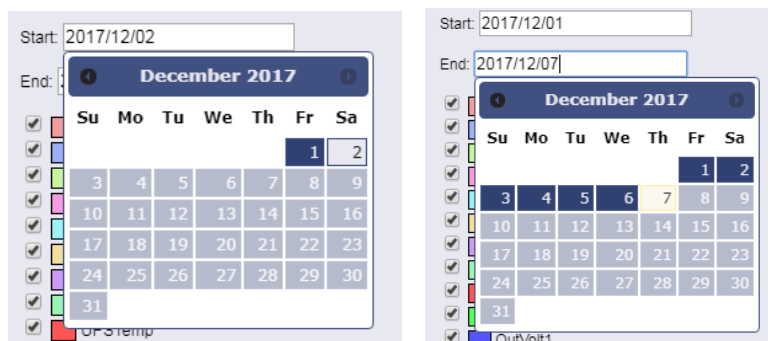 Start: 2017/12/02
End:
December 2017
Su Mo Tu We Th Fr Sa
1 2
3 4 5 6 7 8 9
10 11 12 13 14 15 16
17 18 19 20 21 22 23
24 25 26 27 28 29 30
31
UPSTemp
Start: 2017/12/01
End: 2017/12/07
December 2017
Su Mo Tu We Th Fr Sa
1 2
3 4 5 6 7 8 9
10 11 12 13 14 15 16
17 18 19 20 21 22 23
24 25 26 27 28 29 30
31
OutVolt1